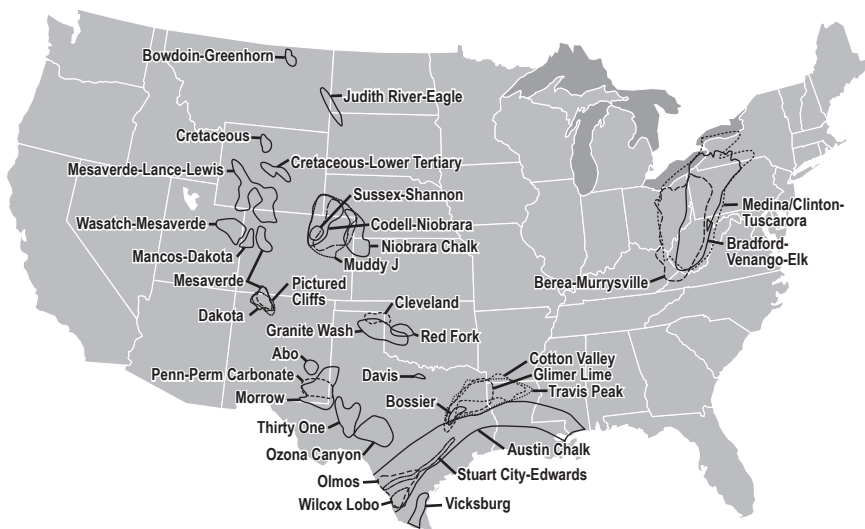 Bowdoin-Greenhorn
Judith River-Eagle
Cretaceous
Mesaverde-Lance-Lewis
Cretaceous-Lower Tertiary
Sussex-Shannon
Wasatch-Mesaverde
Codell-Niobrara
Medina/Clinton-
Tuscarora
Mancos-Dakota
Niobrara Chalk
Bradford-
Venango-Elk
Muddy J
Mesaverde
Pictured
Cliffs
Berea-Murrysville
Dakota
Cleveland
Granite Wash
Red Fork
Abo
Penn-Perm Carbonate
Davis
Cotton Valley
Glimer Lime
Travis Peak
Morrow
Bossier
Thirty One
Ozona Canyon
Austin Chalk
Stuart City-Edwards
Olmos
Wilcox Lobo
Vicksburg